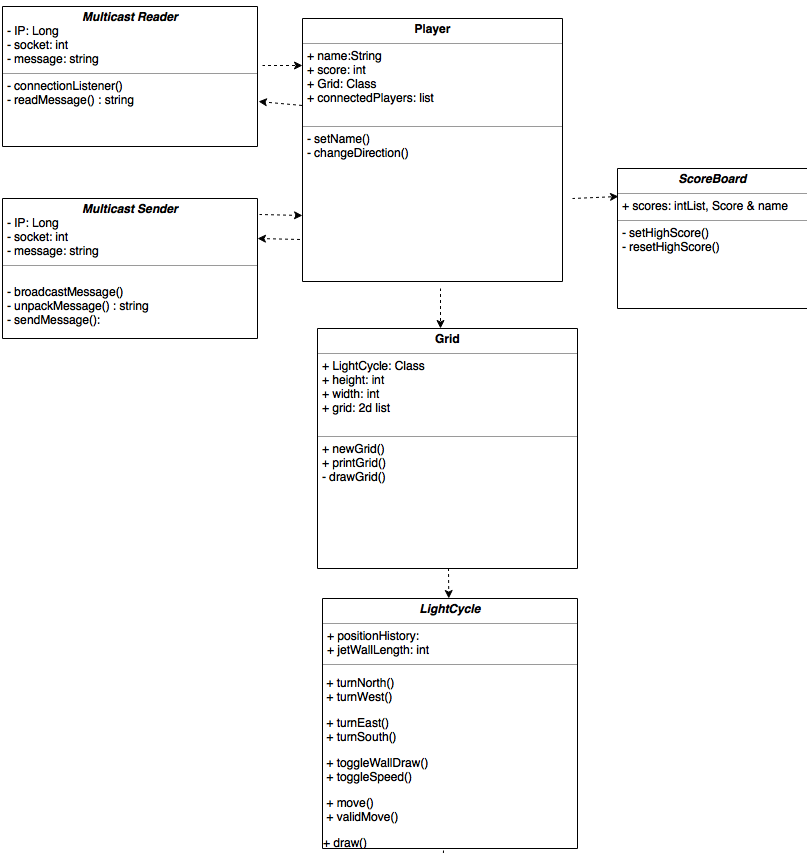 Multicast Reader
- IP: Long
- socket: int
- message: string
- connectionListener()
- readMessage() : string
Player
+ name:String
+ score: int
+ Grid: Class
+ connectedPlayers: list
- setName()
- changeDirection()
ScoreBoard
+ scores: intList, Score & name
- setHighScore()
- resetHighScore()
Multicast Sender
- IP: Long
- socket: int
- message: string
- broadcastMessage()
- unpackMessage() : string
- sendMessage():
Grid
+ LightCycle: Class
+ height: int
+ width: int
+ grid: 2d list
+ newGrid()
+ printGrid()
- drawGrid()
LightCycle
+ positionHistory:
+ jetWallLength: int
+ turnNorth()
+ turnWest()
+ turnEast()
+ turnSouth()
+ toggleWallDraw()
+ toggleSpeed()
+ move()
+ validMove()
+ draw()